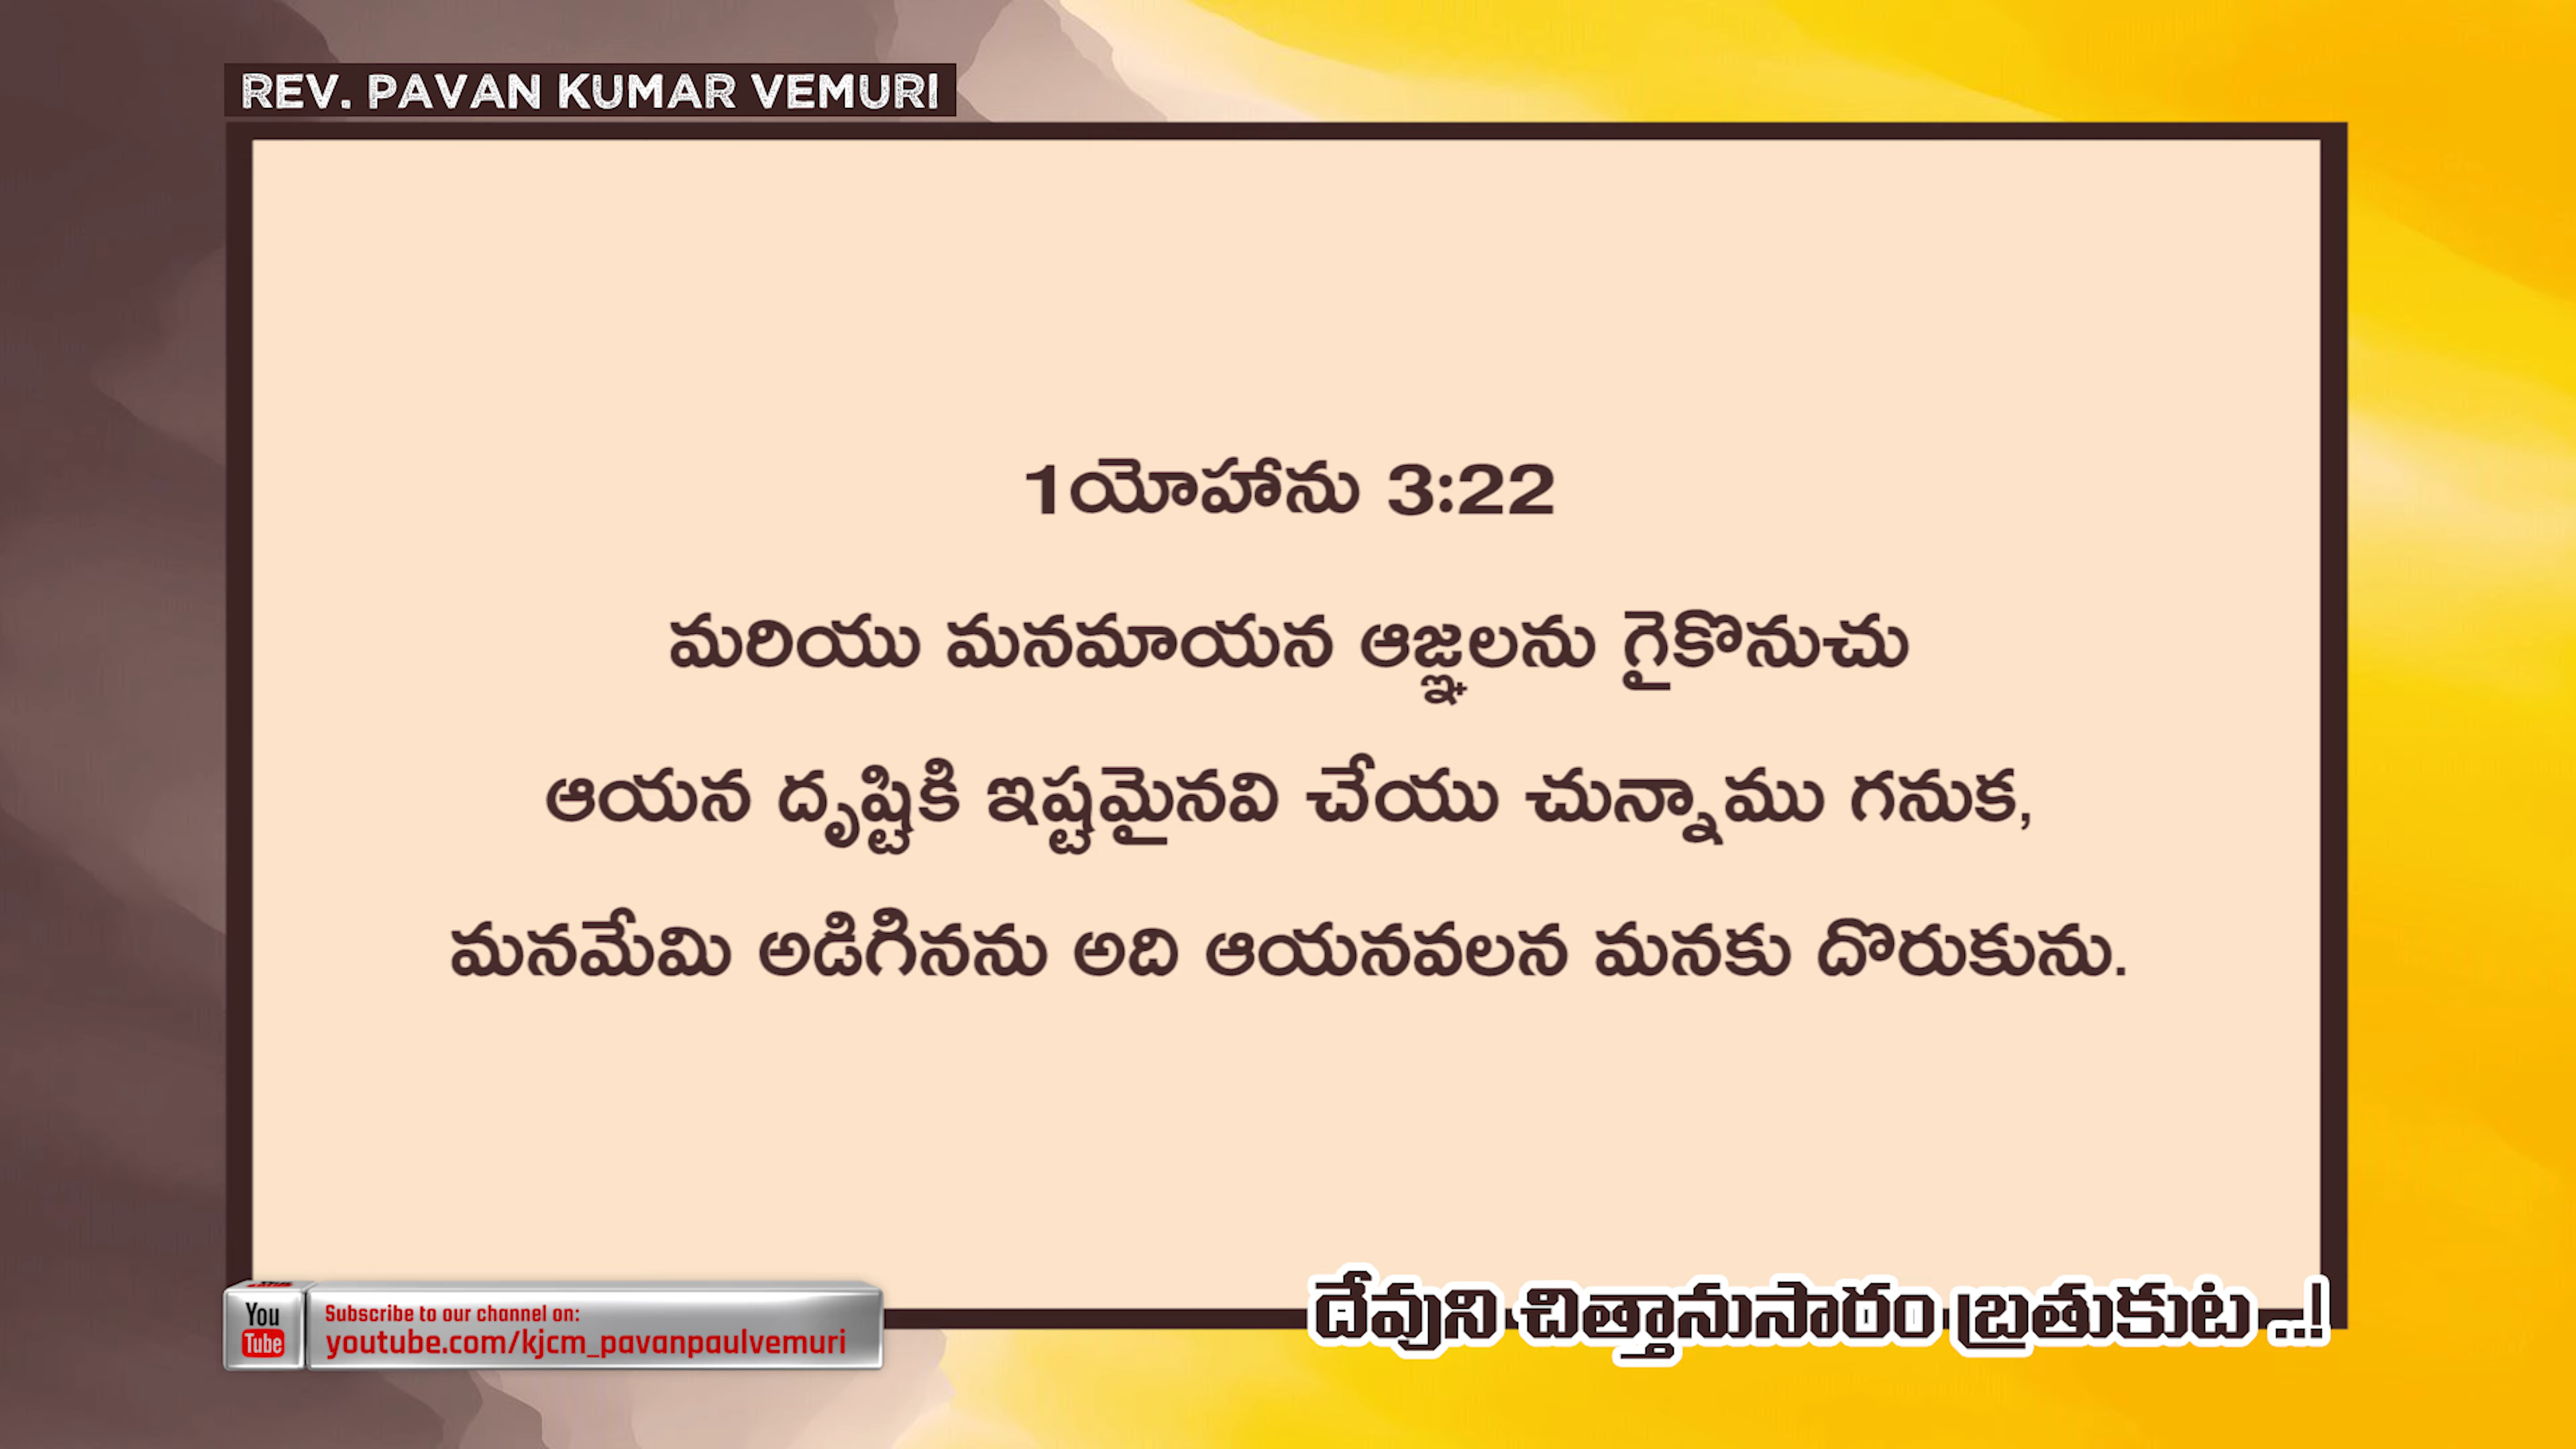 REV. PAVAN KUMAR VEMURI
1యోహాను 3:22
మరియు మనమాయన ఆజ్ఞలను గైకొనుచు
ఆయన దృష్టికి ఇష్టమైనవి చేయు చున్నాము గనుక,
మనమేమి అడిగినను అది ఆయనవలన మనకు దొరుకును.
You
Tube
Subscribe to our channel on:
youtube.com/kjcm_pavanpaulvemuri
దేవుని చిత్తానుసారం బ్రతుకుట ..!